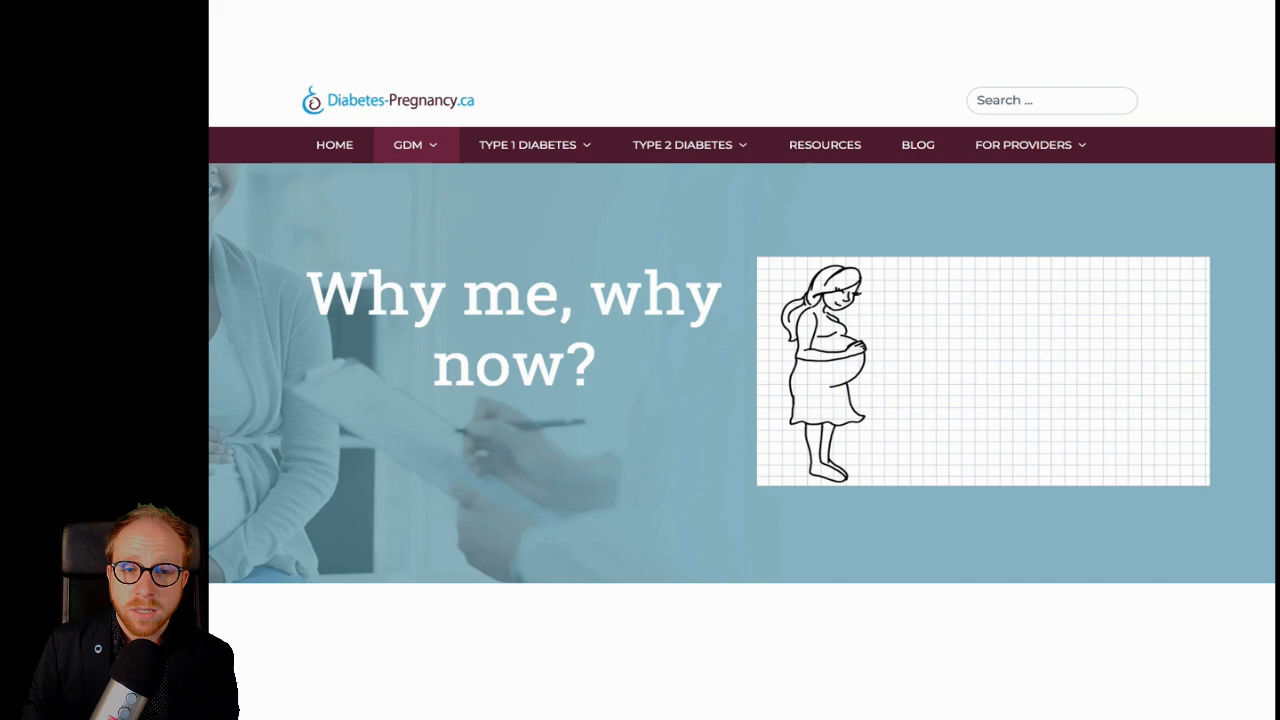 Diabetes-Pregnancy.ca
Search ...
HOME GDM TYPE 1 DIABETES TYPE 2 DIABETES RESOURCES BLOG FOR PROVIDERS
Why me, why
now?